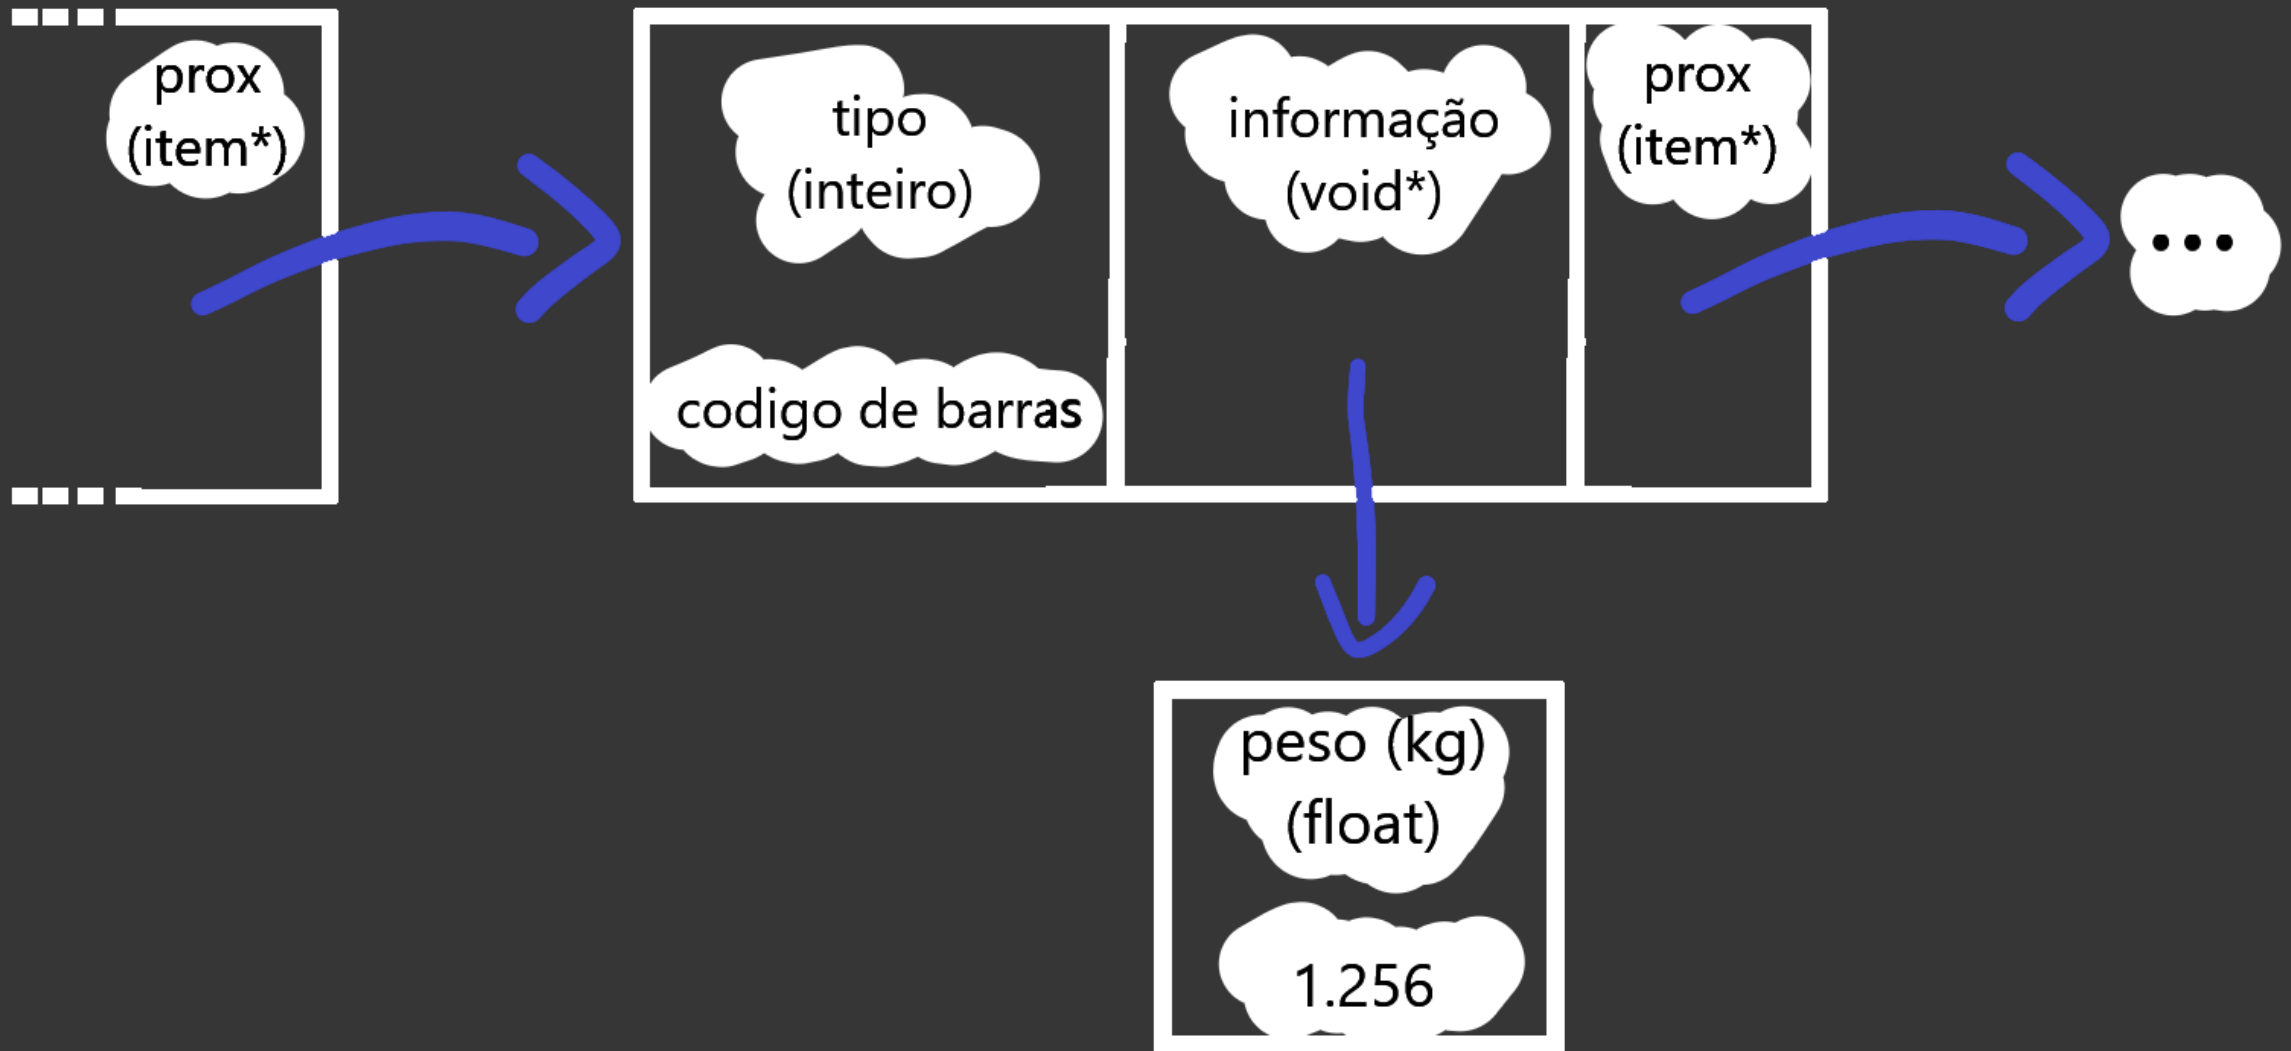 prox
(item*)
tipo
(inteiro)
codigo de barras
informação
(void*)
prox
(item*)
...
peso (kg)
(float)
1.256